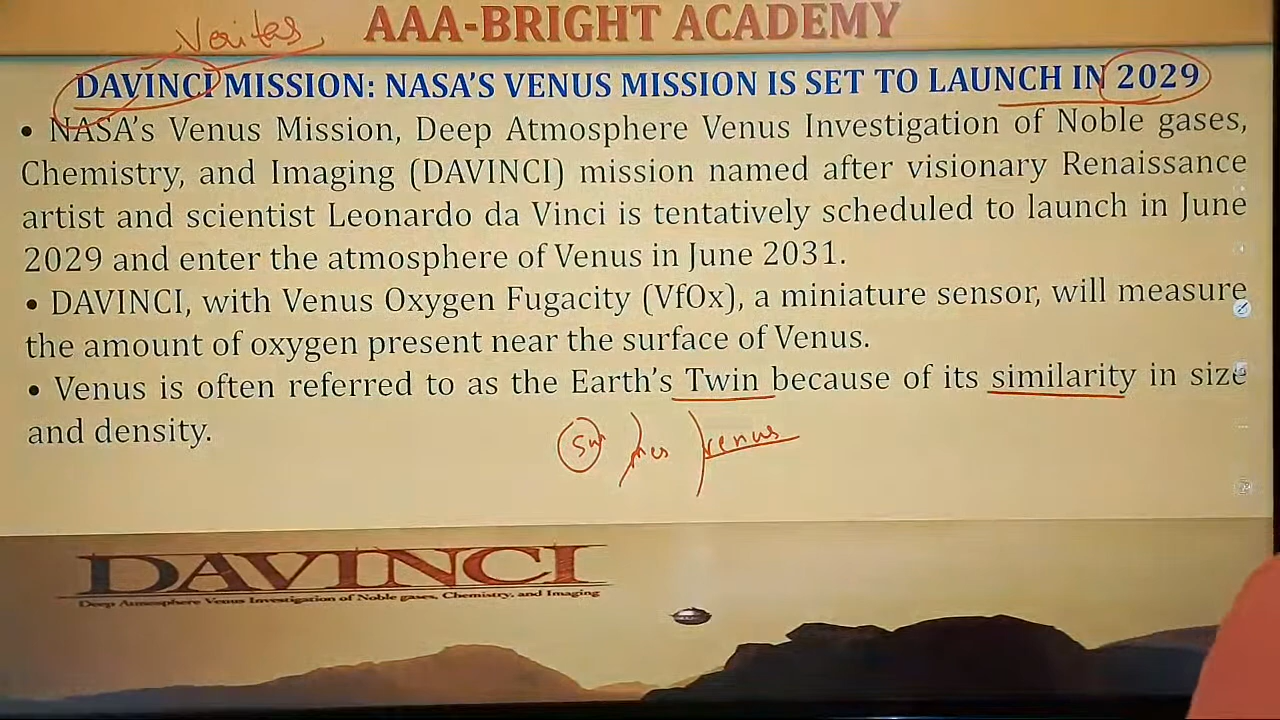 Veritas
AAA-BRIGHT ACADEMY
DAVINCI MISSION: NASA'S VENUS MISSION IS SET TO LAUNCH IN 2029
• NASA's Venus Mission, Deep Atmosphere Venus Investigation of Noble gases,
Chemistry, and Imaging (DAVINCI) mission named after visionary Renaissance
artist and scientist Leonardo da Vinci is tentatively scheduled to launch in June
2029 and enter the atmosphere of Venus in June 2031.
• DAVINCI, with Venus Oxygen Fugacity (VfOx), a miniature sensor, will measure
the amount of oxygen present near the surface of Venus.
• Venus is often referred to as the Earth's Twin because of its similarity in size
and density.
Sun venus
DAVINCI
Deep Atmosphere Venus Investigation of Noble gases, Chemistry, and Imaging